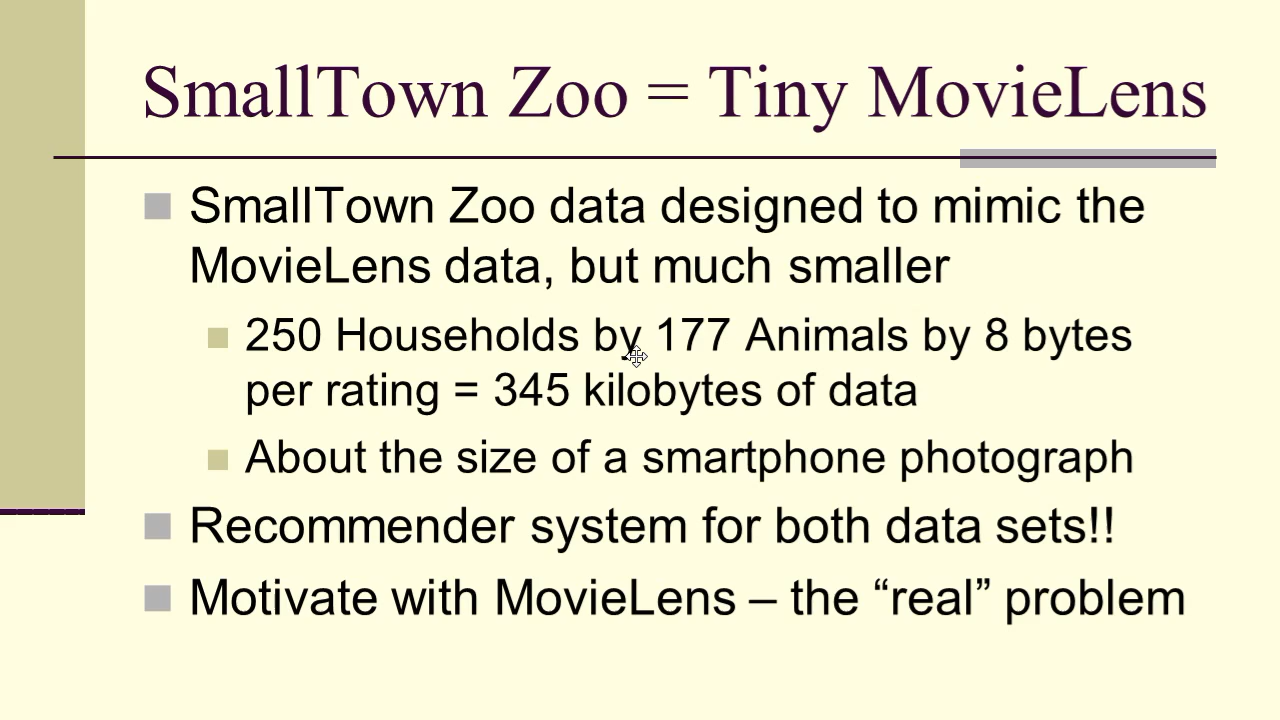 SmallTown Zoo = Tiny MovieLens
SmallTown Zoo data designed to mimic the
MovieLens data, but much smaller
250 Households by 177 Animals by 8 bytes
per rating = 345 kilobytes of data
About the size of a smartphone photograph
Recommender system for both data sets!!
Motivate with MovieLens – the “real” problem